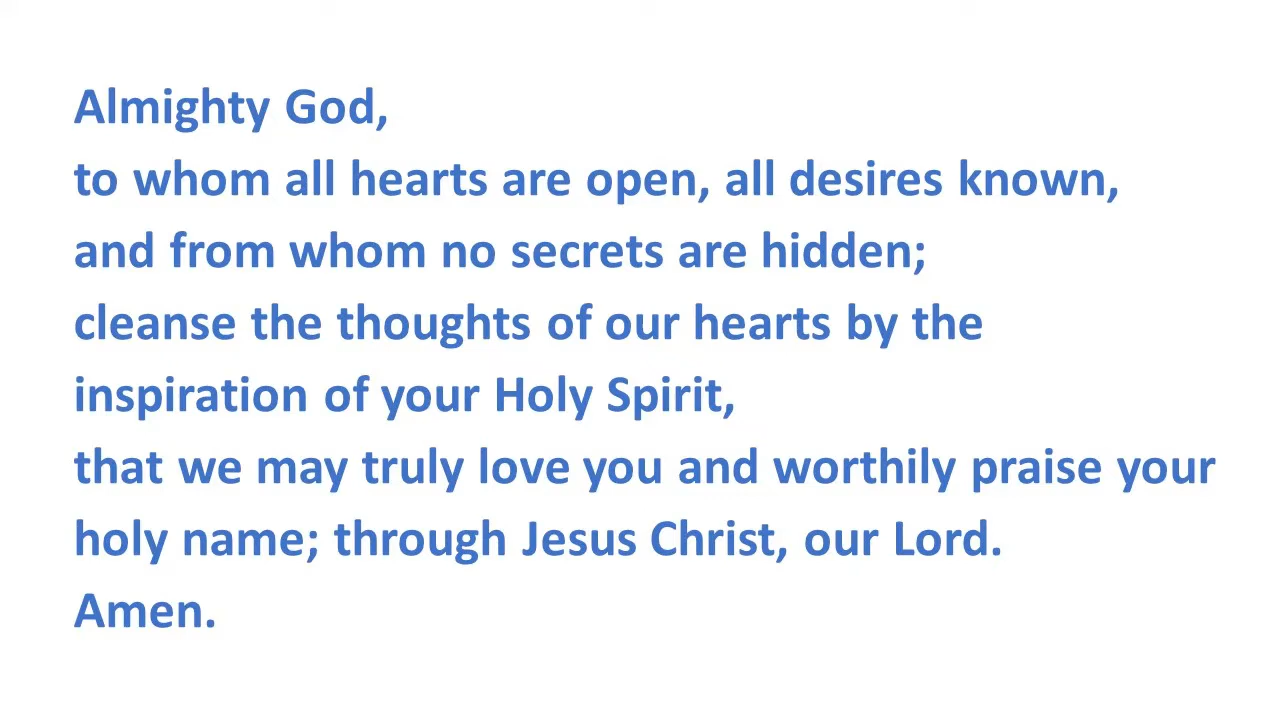 Almighty God,
to whom all hearts are open, all desires known,
and from whom no secrets are hidden;
cleanse the thoughts of our hearts by the
inspiration of your Holy Spirit,
that we may truly love you and worthily praise your
holy name; through Jesus Christ, our Lord.
Amen.